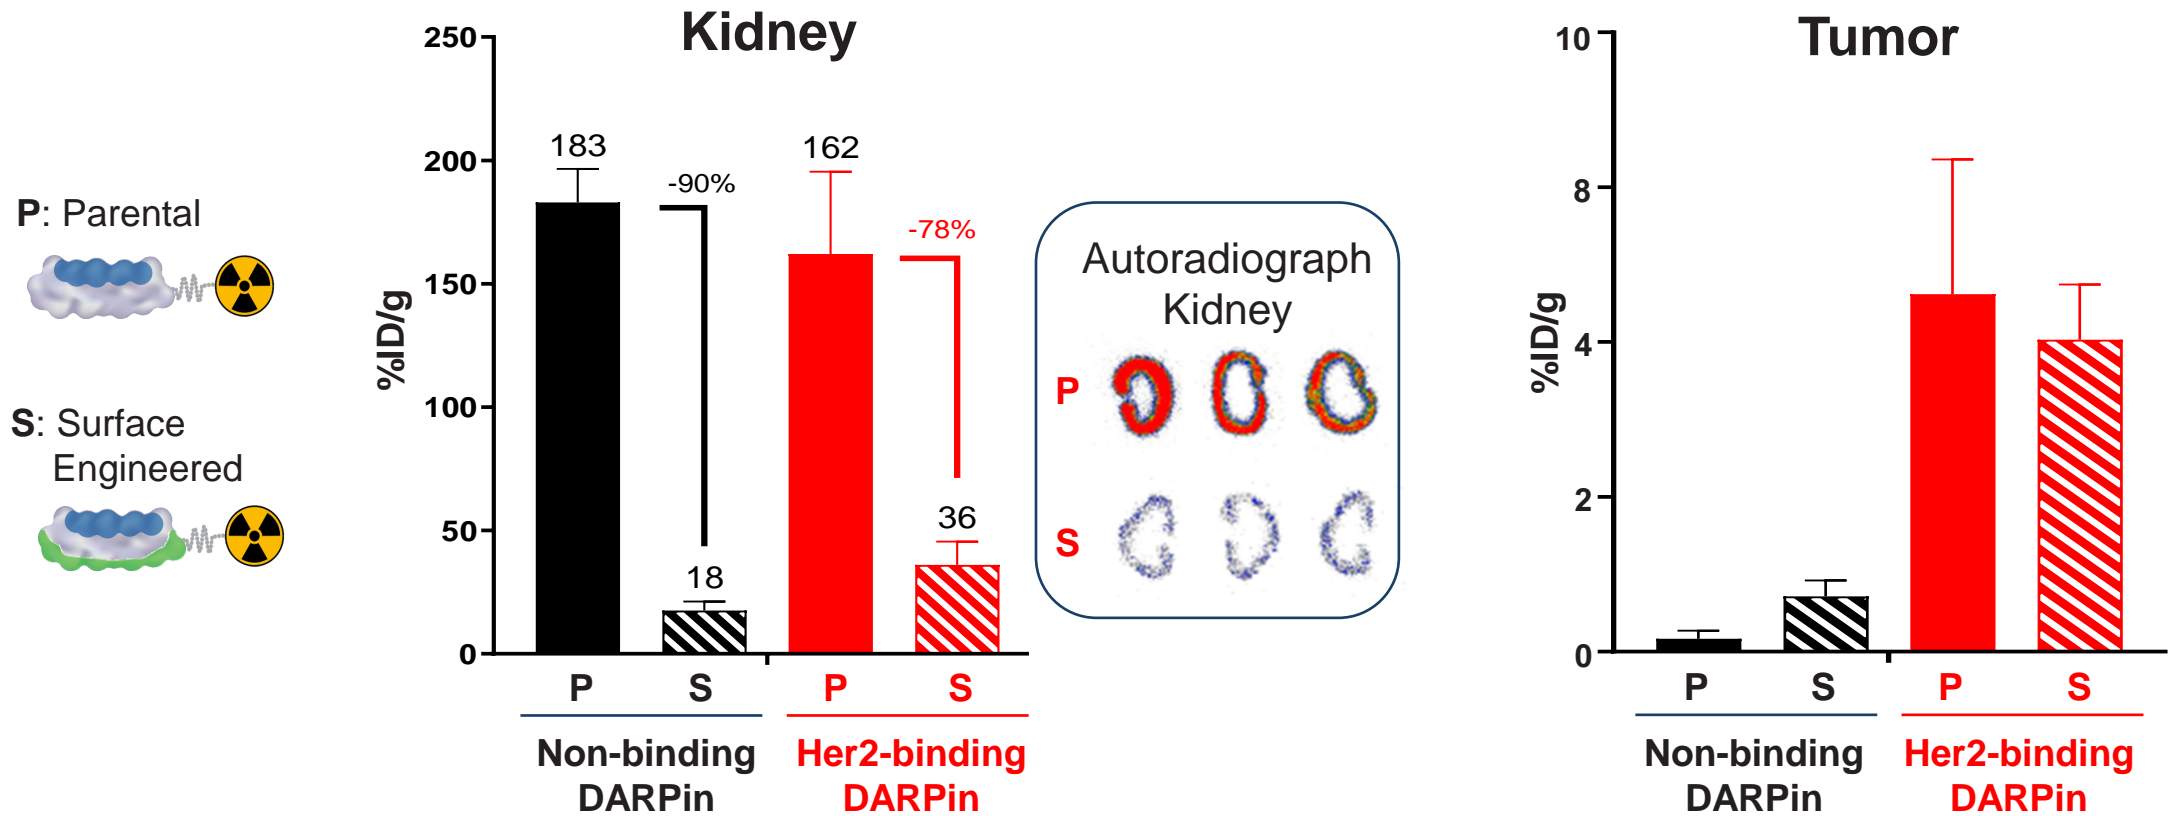 P: Parental
S: Surface
Engineered
Kidney
%ID/g
250
200
150
100
50
0
183
-90%
18
162
-78%
36
P
S
P
S
Non-binding
DARPin
Her2-binding
DARPin
Autoradiograph
Kidney
P
S
Tumor
%ID/g
10
8
4
2
0
P
S
P
S
Non-binding
DARPin
Her2-binding
DARPin